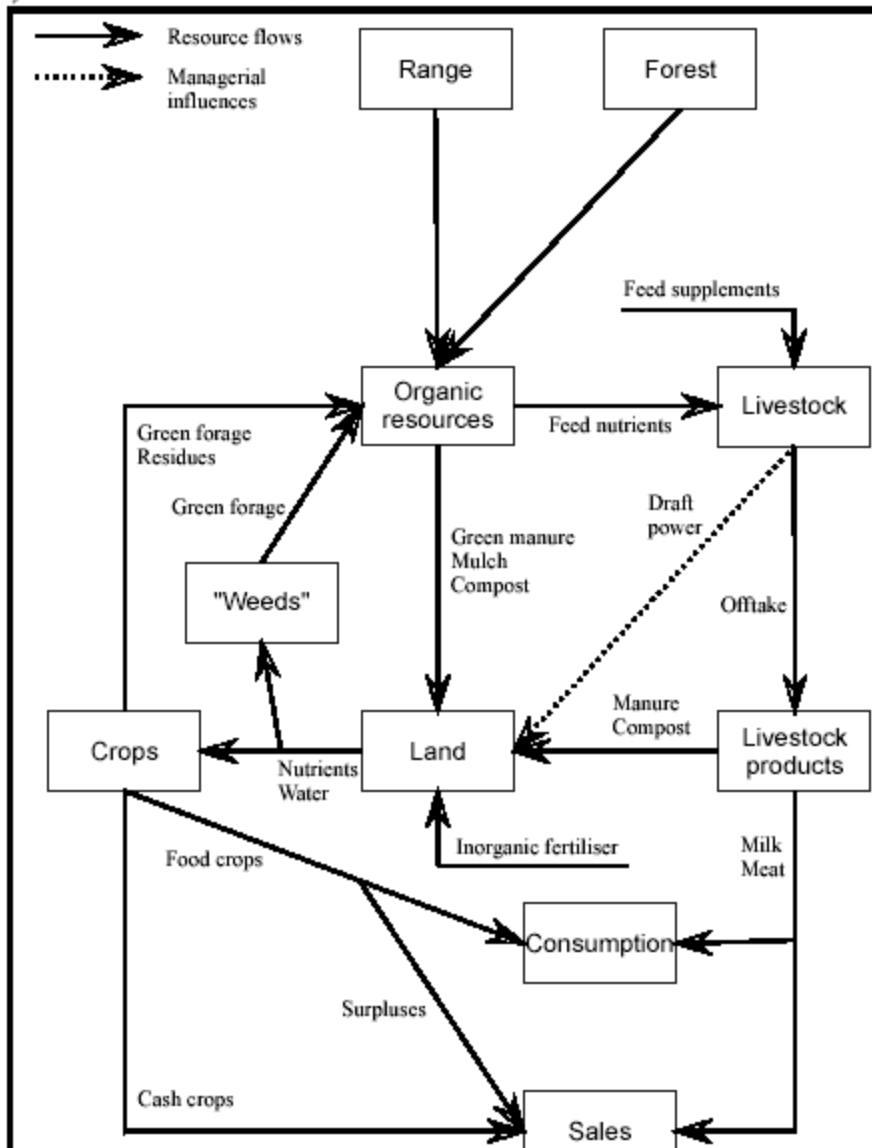 Resource flows
Managerial
influences
Range
Forest
Feed supplements
Organic
resources
Livestock
Feed nutrients
Green forage
Residues
Green forage
Draft
power
Green manure
Mulch
Compost
"Weeds"
Offtake
Manure
Compost
Crops
Land
Livestock
products
Nutrients
Water
Inorganic fertiliser
Milk
Meat
Food crops
Consumption
Surpluses
Cash crops
Sales